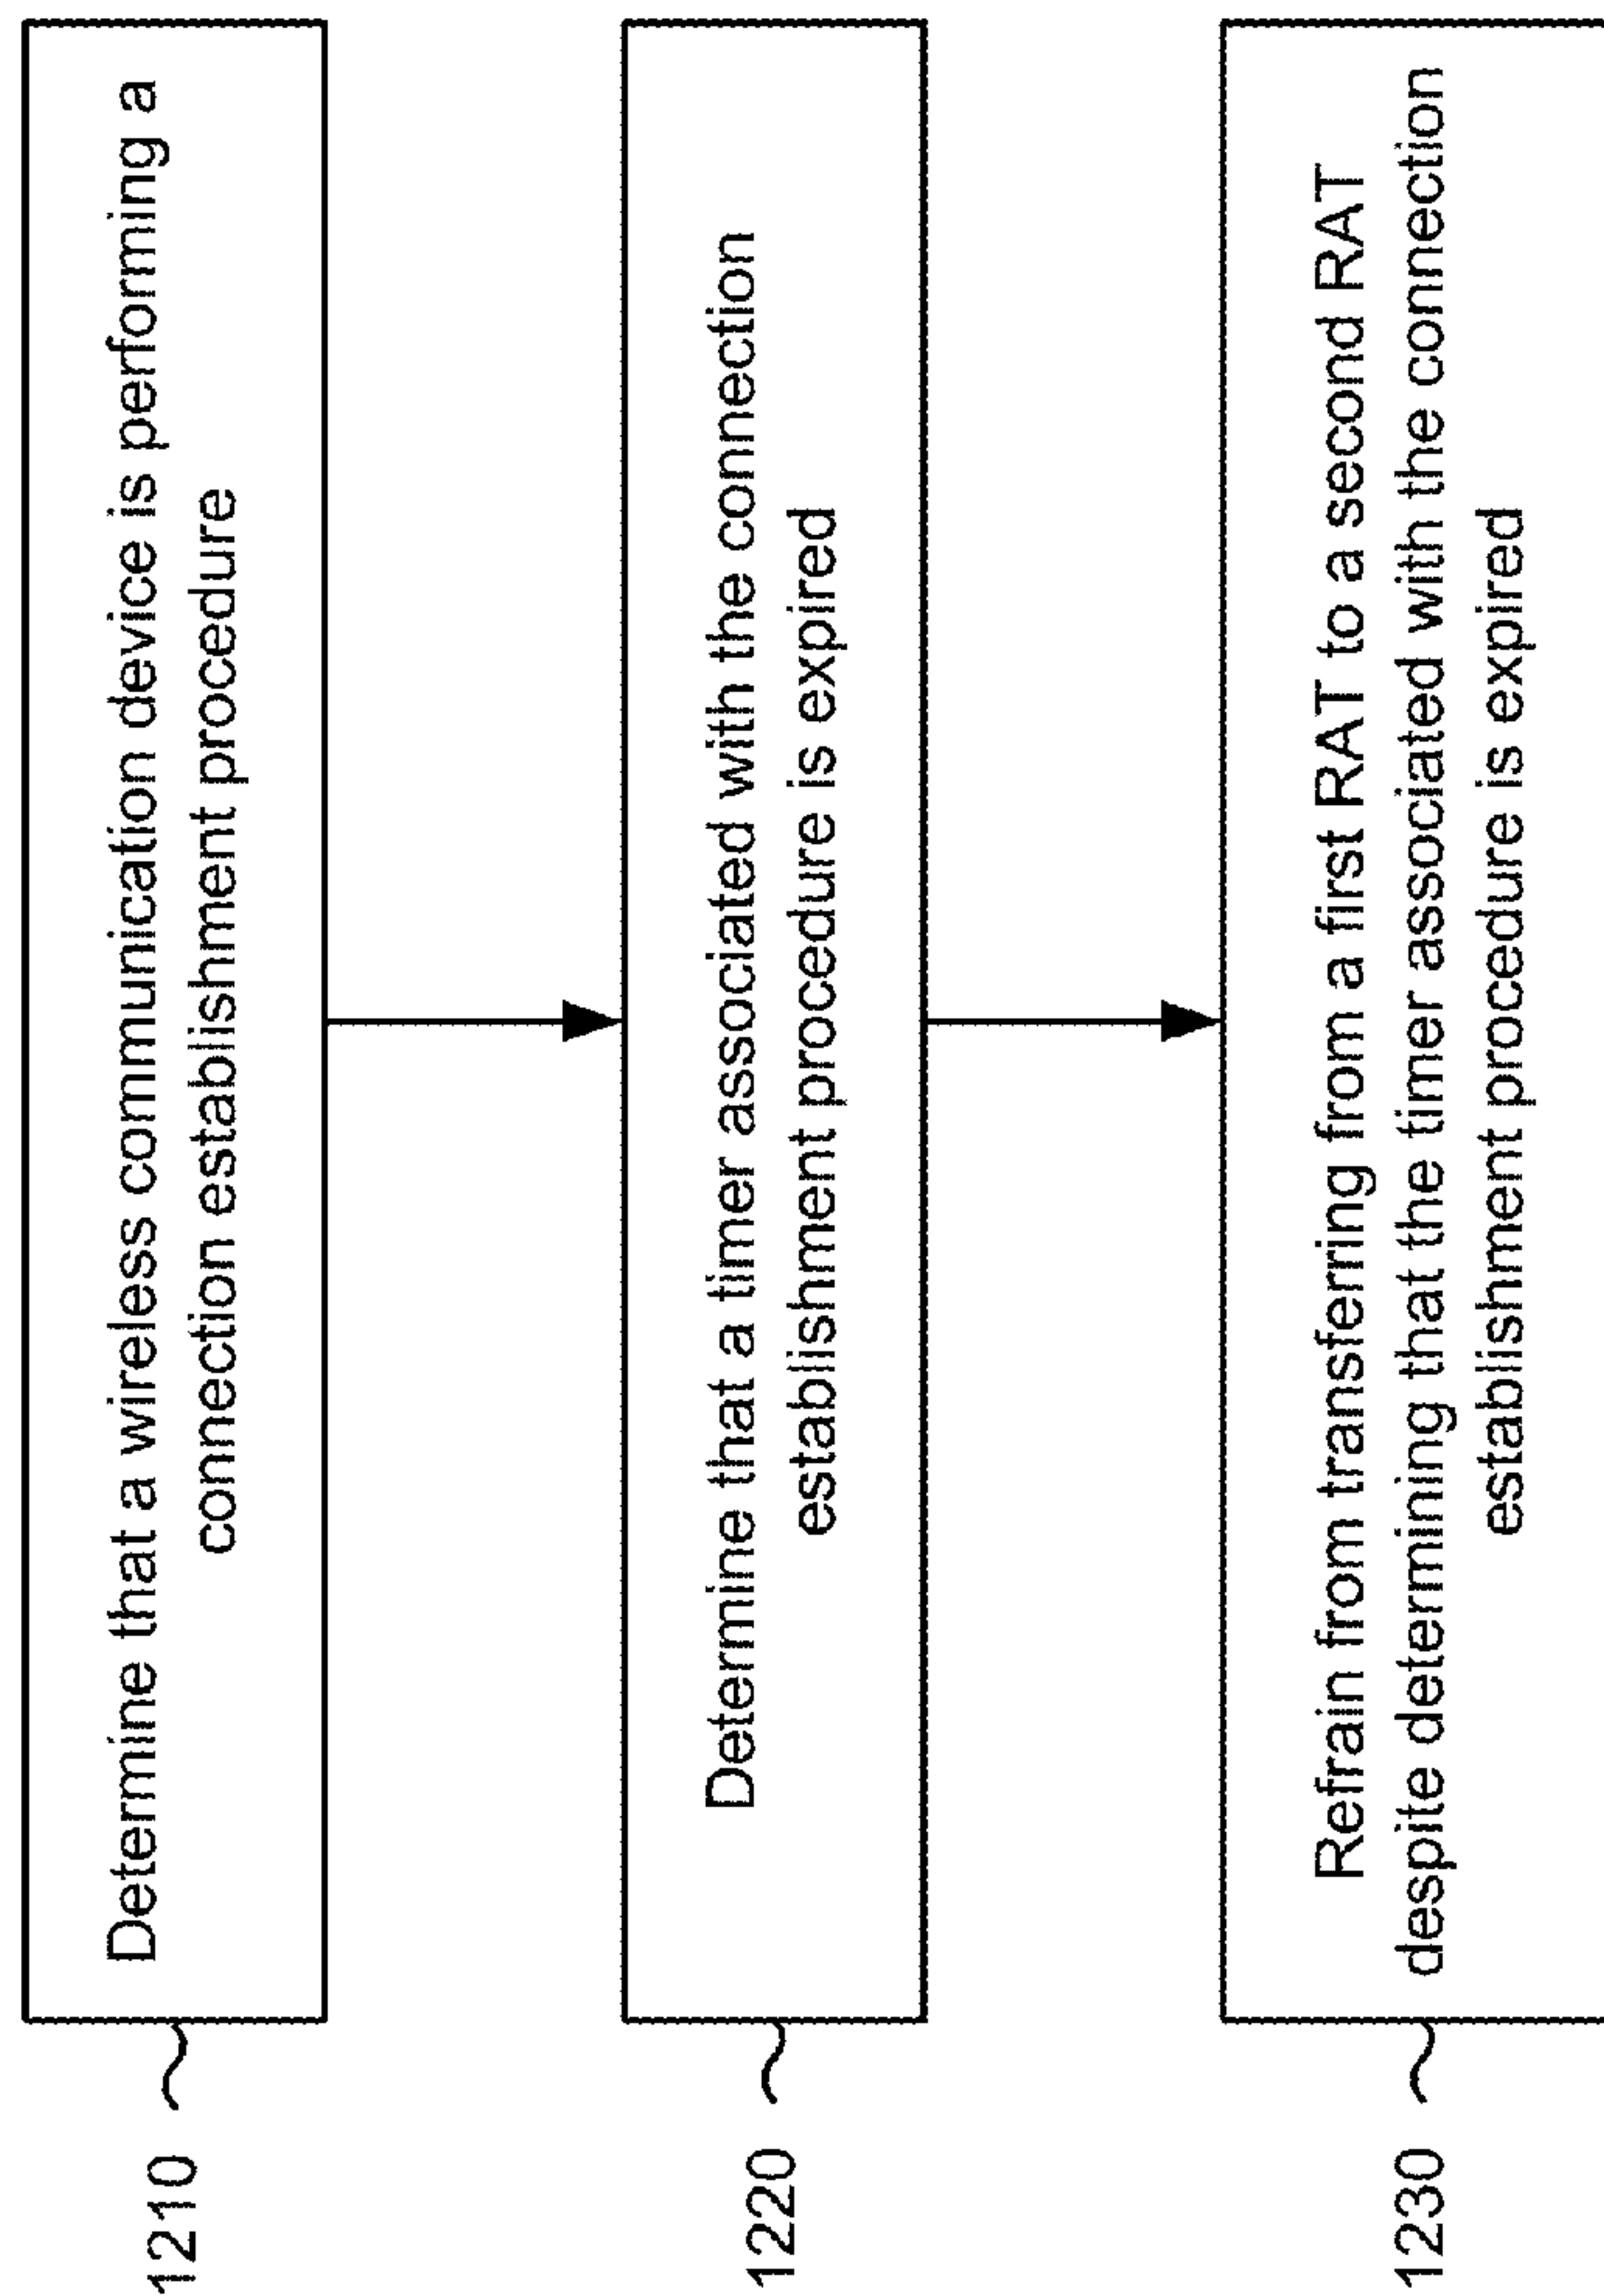 1210
Determine that a wireless communication device is performing a
connection establishment procedure
1220
Determine that a timer associated with the connection
establishment procedure is expired
1230
Refrain from transferring from a first RAT to a second RAT
despite determining that the timer associated with the connection
establishment procedure is expired